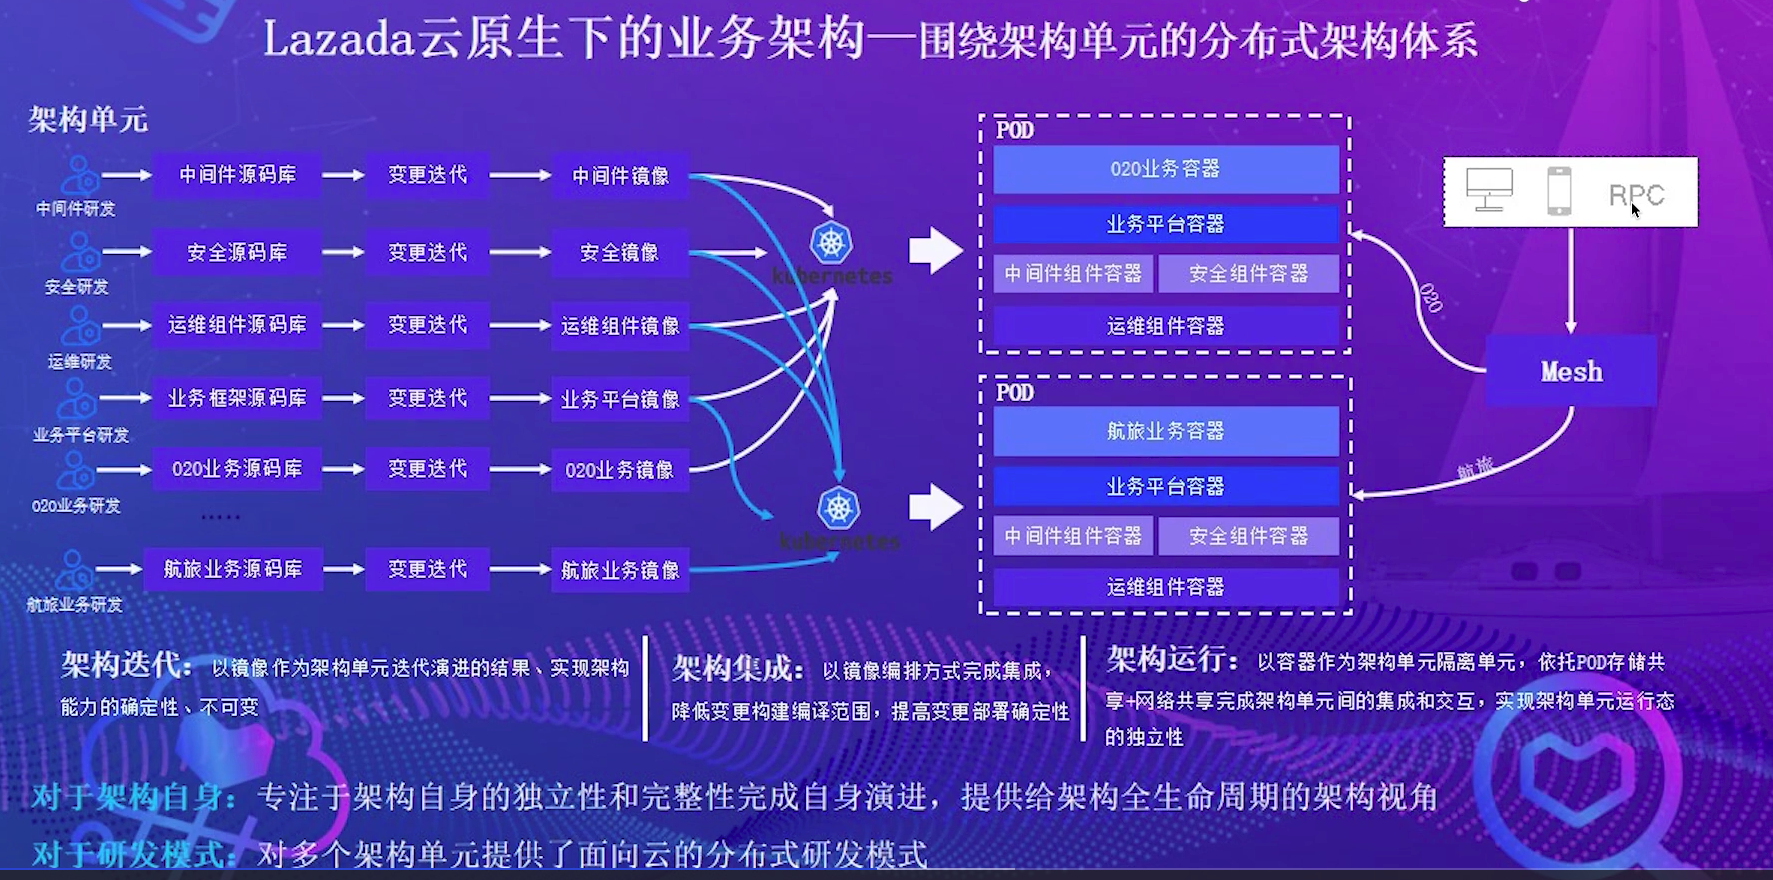 Lazada云原生下的业务架构—围绕架构单元的分布式架构体系
架构单元
中间件研发
中间件源码库
变更迭代
中间件镜像
安全研发
安全源码库
变更迭代
安全镜像
运维研发
运维组件源码库
变更迭代
运维组件镜像
业务平台研发
业务框架源码库
变更迭代
业务平台镜像
O2O业务研发
O2O业务源码库
变更迭代
O2O业务镜像
.....
航旅业务研发
航旅业务源码库
变更迭代
航旅业务镜像
kubernetes
kubernetes
POD
O2O业务容器
业务平台容器
中间件组件容器
安全组件容器
运维组件容器
POD
航旅业务容器
业务平台容器
中间件组件容器
安全组件容器
运维组件容器
RPC
O2O
Mesh
航旅
架构迭代：以镜像作为架构单元迭代演进的结果、实现架构
能力的确定性、不可变
架构集成：以镜像编排方式完成集成，
降低变更构建编译范围，提高变更部署确定性
架构运行：以容器作为架构单元隔离单元，依托POD存储共
享+网络共享完成架构单元间的集成和交互，实现架构单元运行态
的独立性
对于架构自身：专注于架构自身的独立性和完整性完成自身演进，提供给架构全生命周期的架构视角
对于研发模式：对多个架构单元提供了面向云的分布式研发模式